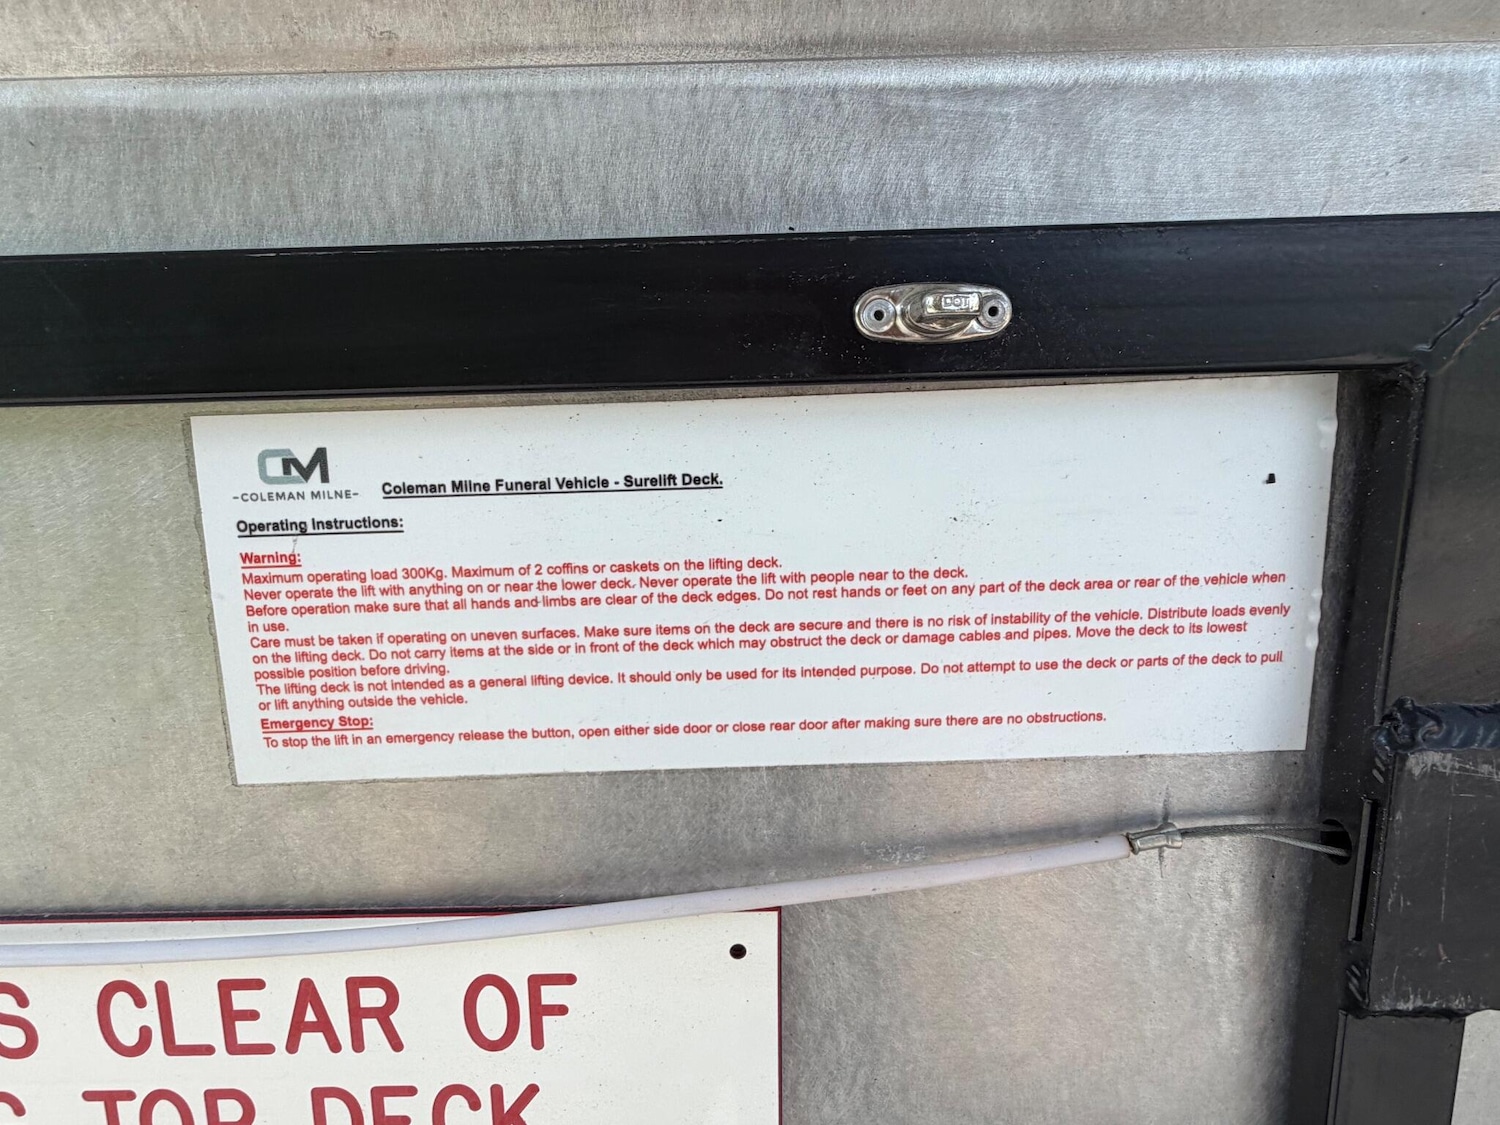 DOT
CM
-COLEMAN MILNE-
Coleman Milne Funeral Vehicle - Surelift Deck.
Operating Instructions:
Warning:
Maximum operating load 300Kg. Maximum of 2 coffins or caskets on the lifting deck.
Never operate the lift with anything on or near the lower deck. Never operate the lift with people near to the deck.
Before operation make sure that all hands and limbs are clear of the deck edges. Do not rest hands or feet on any part of the deck area or rear of the vehicle when
in use.
Care must be taken if operating on uneven surfaces. Make sure items on the deck are secure and there is no risk of instability of the vehicle. Distribute loads evenly
on the lifting deck. Do not carry items at the side or in front of the deck which may obstruct the deck or damage cables and pipes. Move the deck to its lowest
possible position before driving.
The lifting deck is not intended as a general lifting device. It should only be used for its intended purpose. Do not attempt to use the deck or parts of the deck to pull
or lift anything outside the vehicle.
Emergency Stop:
To stop the lift in an emergency release the button, open either side door or close rear door after making sure there are no obstructions.
S CLEAR OF
TOP DECK